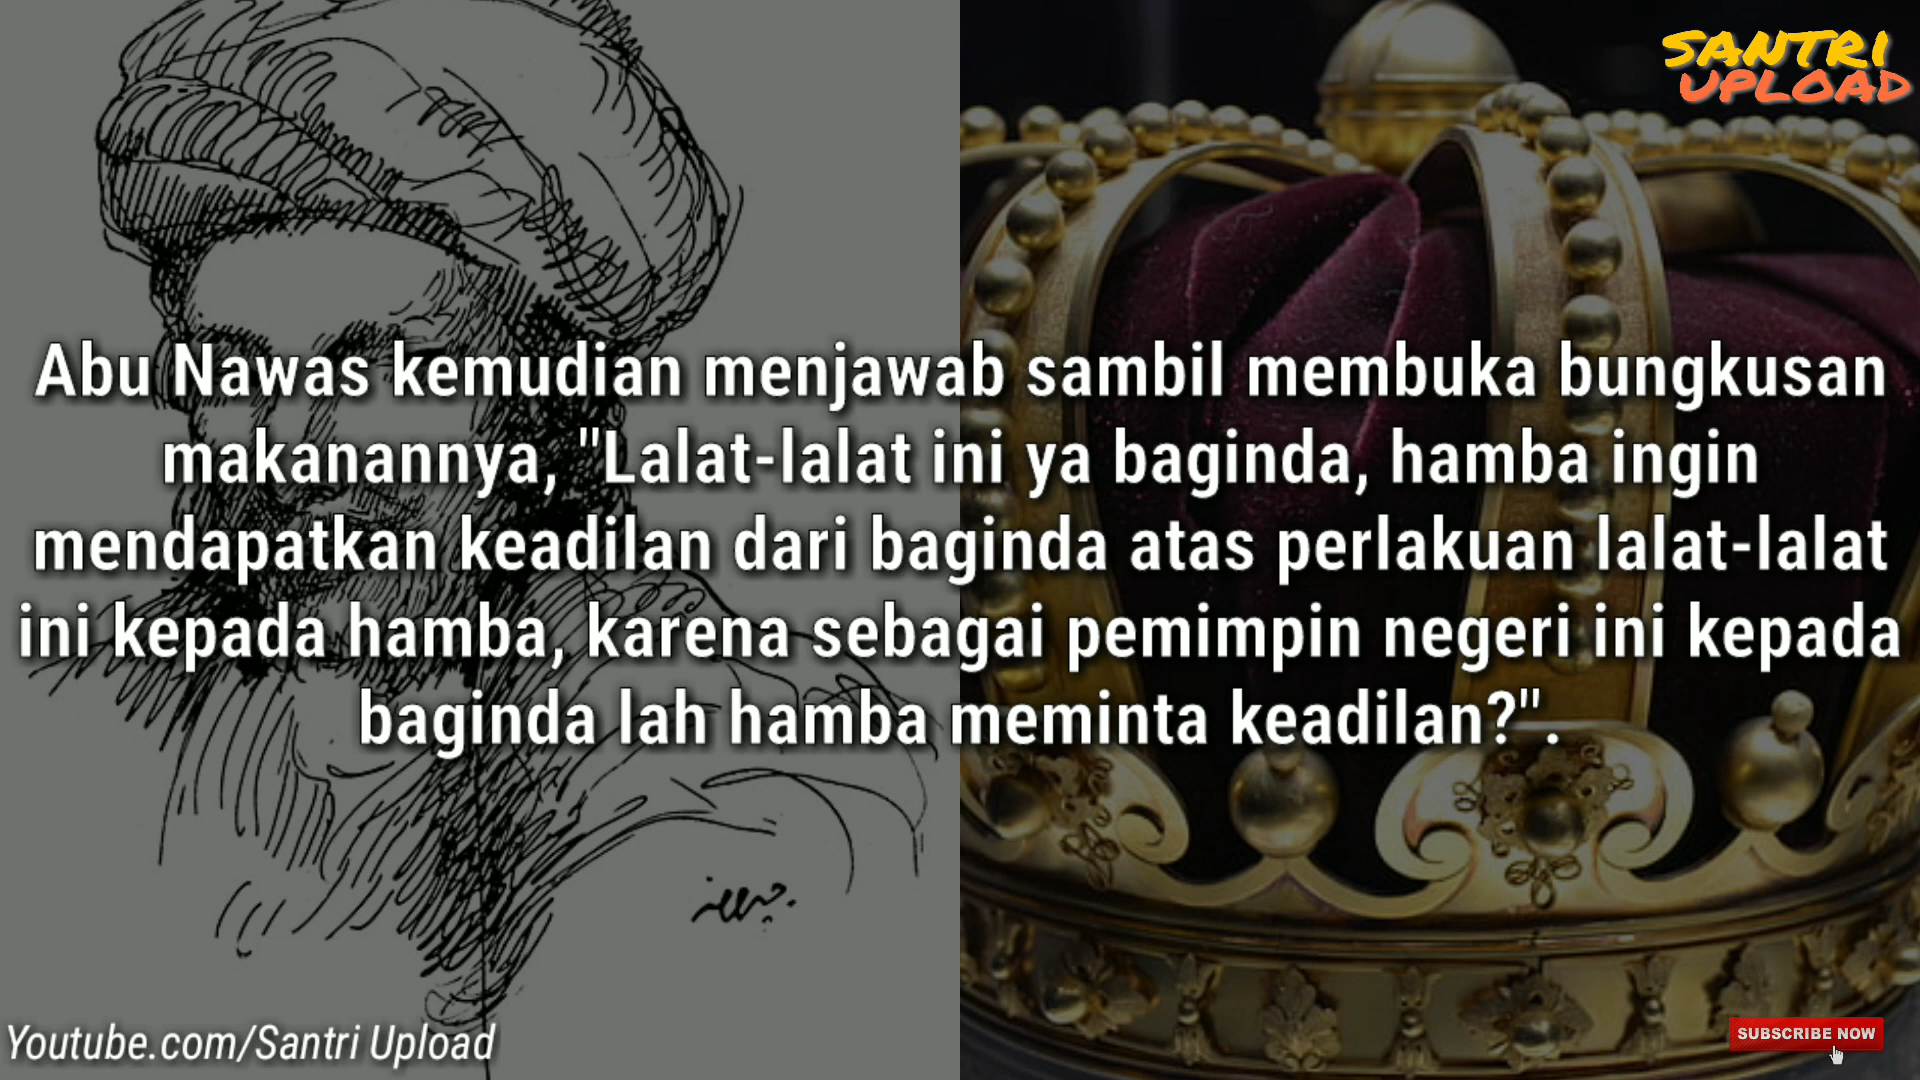 SANTRI
UPLOAD
Abu Nawas kemudian menjawab sambil membuka bungkusan
makanannya, "Lalat-lalat ini ya baginda, hamba ingin
mendapatkan keadilan dari baginda atas perlakuan lalat-lalat
ini kepada hamba, karena sebagai pemimpin negeri ini kepada
baginda lah hamba meminta keadilan?".
Youtube.com/Santri Upload
SUBSCRIBE NOW